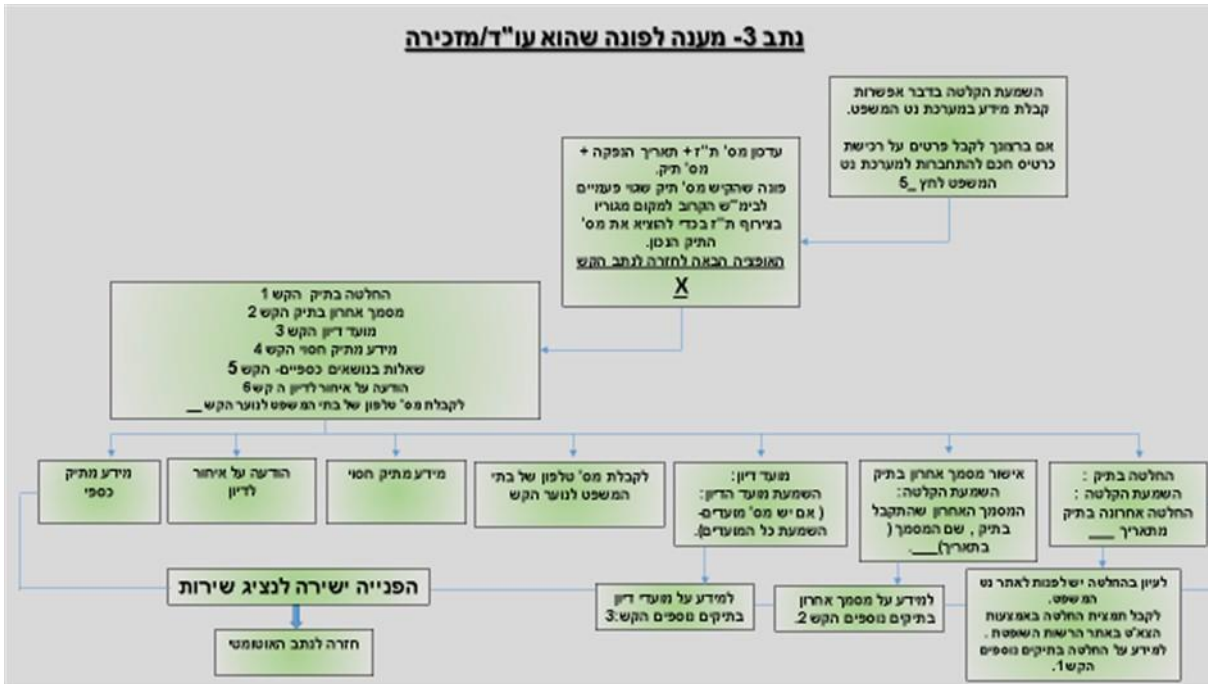 נתב 3- מענה לפונה שהוא עו"ד/מזכירה
השמעת הקלטה בדבר אפשרות
קבלת מידע במערכת נט המשפט.
אם ברצונך לקבל פרטים על רכישת
כרטיס חכם להתחברות למערכת נט
המשפט לחץ _5
עדכון מס' ת"ז + תאריך הנפקה +
מס' תיק.
פונה שהקיש מס' תיק שגוי פעמיים
לבימ"ש הקרוב למקום מגוריו
בצירוף ת"ז בכדי להוציא את מס'
התיק הנכון.
האופציה הבאה לחזרה לנתב הקש
X
החלטה בתיק הקש 1
מסמך אחרון בתיק הקש 2
מועד דיון הקש 3
מידע מתיק חסוי הקש 4
שאלות בנושאים כספיים- הקש 5
הודעה על איחור לדיון ה קש 6
לקבלת מס' טלפון של בתי המשפט לנוער הקש __
החלטה בתיק :
השמעת הקלטה :
החלטה אחרונה בתיק
מתאריך ___
אישור מסמך אחרון בתיק
השמעת הקלטה:
המסמך האחרון שהתקבל
בתיק , שם המסמך (
בתאריך)___.
מועד דיון:
השמעת מועד הדיון:
( אם יש מס' מועדים-
השמעת כל המועדים).
לקבלת מס' טלפון של בתי
המשפט לנוער הקש
מידע מתיק חסוי
הודעה על איחור
לדיון
מידע מתיק
כספי
לעיון בהחלטה יש לפנות לאתר נט
המשפט.
לקבל תמצית החלטה באמצעות
הצא'ט באתר הרשות השופטת .
למידע על החלטה בתיקים נוספים
הקש 1.
למידע על מסמך אחרון
בתיקים נוספים הקש 2.
למידע על מועדי דיון
בתיקים נוספים הקש:3
הפנייה ישירה לנציג שירות
חזרה לנתב האוטומטי